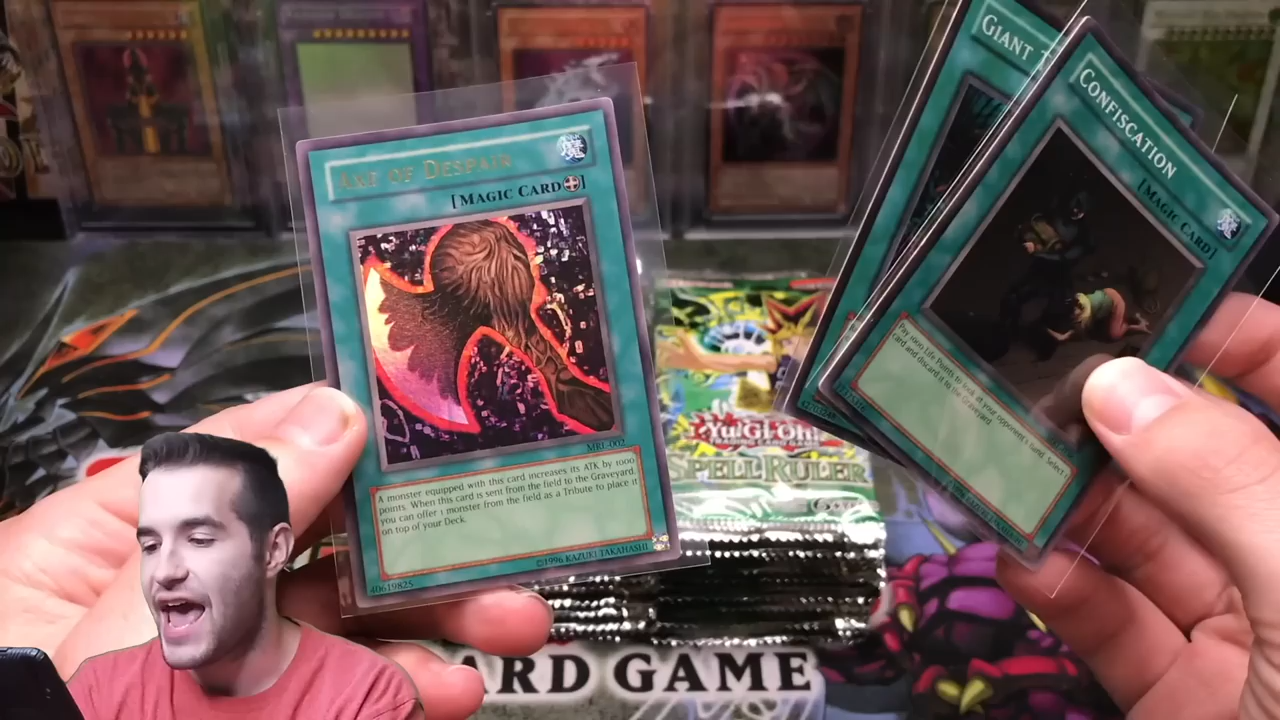 AXE OF DESPAIR
[MAGIC CARD]
MRL-002
A monster equipped with this card increases its ATK by 1000
points. When this card is sent from the field to the Graveyard,
you can offer 1 monster from the field as a Tribute to place it
on top of your Deck.
40619825
©1996 KAZUKI TAKAHASHI
GIANT
CONFISCATION
[MAGIC CARD]
Pay 1000 Life Points to look at your opponent's hand. Select 1
card and discard it to the Graveyard.
Yu-Gi-Oh!
TRADING CARD GAME
SPELL RULER
ARD GAME